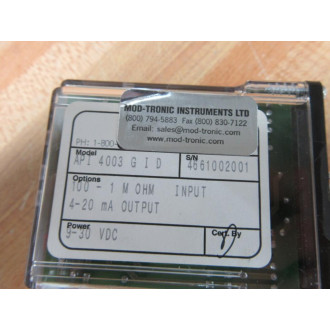 MOD-TRONIC INSTRUMENTS LTD
(800) 794-5883 Fax (800) 830-7122
Email: sales@mod-tronic.com
www.mod-tronic.com
PH: 1-800
Model
API 4003 G I D
S/N
4661002001
Options
100 - 1 M OHM INPUT
4-20 mA OUTPUT
Power
9-30 VDC
Cert. By